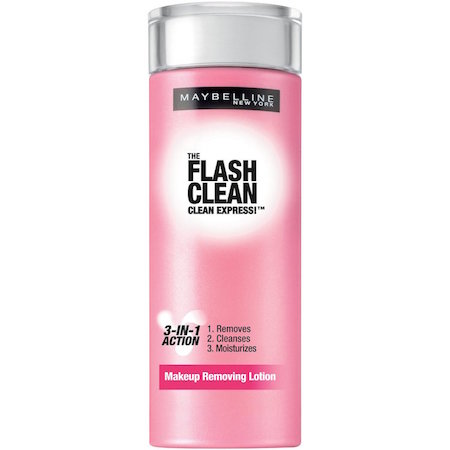 MAYBELLINE
NEW YORK
THE
FLASH
CLEAN
CLEAN EXPRESS!™
3-IN-1
ACTION
1. Removes
2. Cleanses
3. Moisturizes
Makeup Removing Lotion